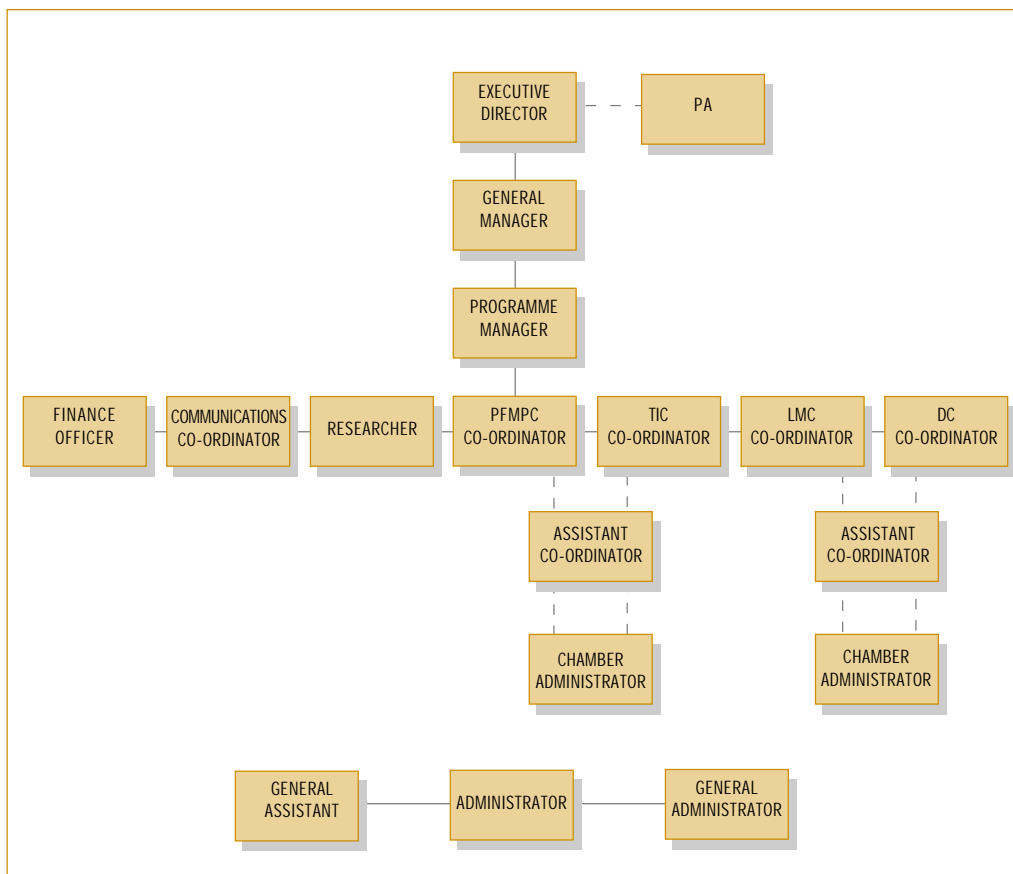 EXECUTIVE
DIRECTOR
PA
GENERAL
MANAGER
PROGRAMME
MANAGER
FINANCE
OFFICER
COMMUNICATIONS
CO-ORDINATOR
RESEARCHER
PFMPC
CO-ORDINATOR
TIC
CO-ORDINATOR
LMC
CO-ORDINATOR
DC
CO-ORDINATOR
ASSISTANT
CO-ORDINATOR
ASSISTANT
CO-ORDINATOR
CHAMBER
ADMINISTRATOR
CHAMBER
ADMINISTRATOR
GENERAL
ASSISTANT
ADMINISTRATOR
GENERAL
ADMINISTRATOR